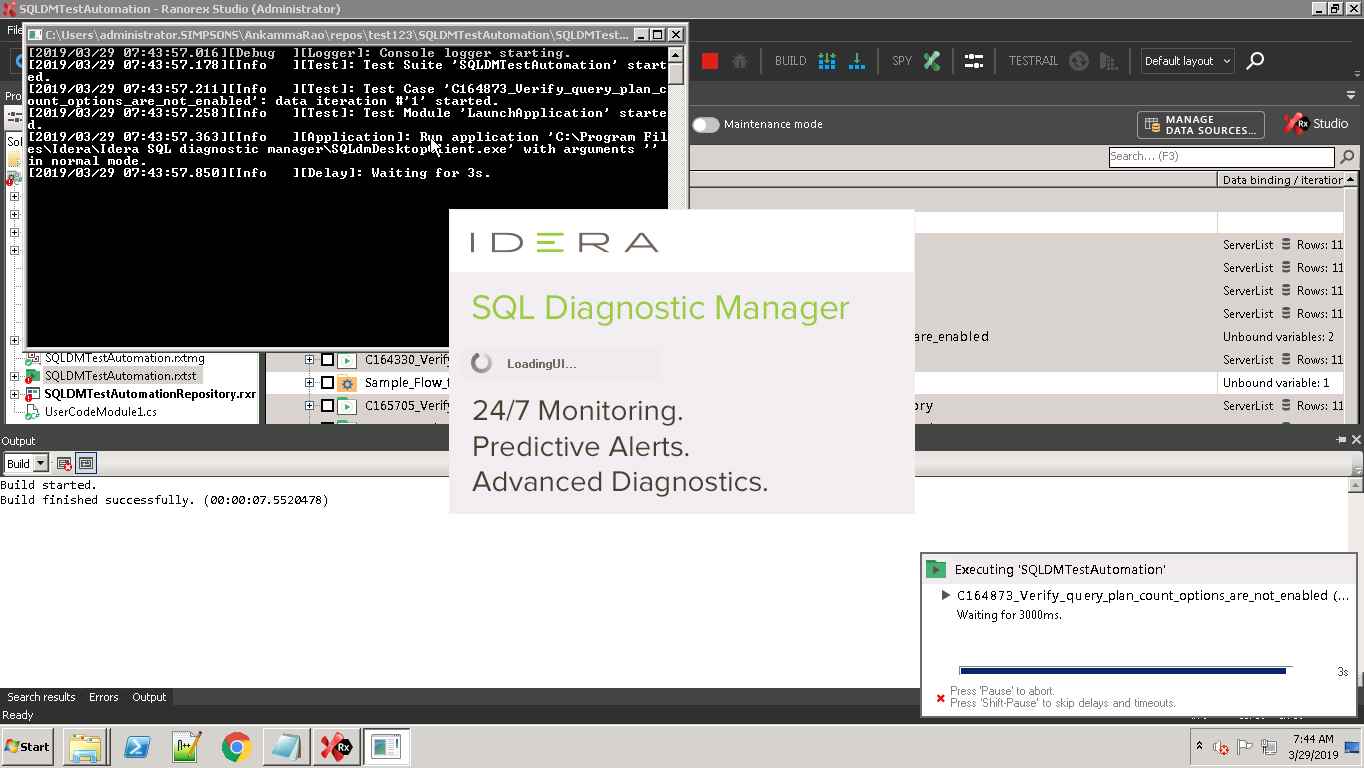 SQLDMTestAutomation - Ranorex Studio (Administrator)
C:\Users\administrator.SIMPSONS\AnkammaRao\repos\test123\SQLDMTestAutomation\SQLDMTest...
[2019/03/29 07:43:57.016][Debug   ][Logger]: Console logger starting.
[2019/03/29 07:43:57.178][Info    ][Test]: Test Suite 'SQLDMTestAutomation' start
ed.
[2019/03/29 07:43:57.211][Info    ][Test]: Test Case 'C164873_Verify_query_plan_c
ount_options_are_not_enabled': data iteration #'1' started.
[2019/03/29 07:43:57.258][Info    ][Test]: Test Module 'LaunchApplication' starte
d.
[2019/03/29 07:43:57.363][Info    ][Application]: Run application 'C:\Program Fil
es\Idera\Idera SQL diagnostic manager\SQLdmDesktopClient.exe' with arguments ''
in normal mode.
[2019/03/29 07:43:57.850][Info    ][Delay]: Waiting for 3s.
BUILD
SPY
TESTRAIL
Default layout
Maintenance mode
MANAGE
DATA SOURCES...
Studio
Search... (F3)
Data binding / iteration
ServerList Rows: 11
ServerList Rows: 11
ServerList Rows: 11
ServerList Rows: 11
are_enabled Unbound variables: 2
ServerList Rows: 11
Unbound variable: 1
ServerList Rows: 11
IDERA
SQL Diagnostic Manager
LoadingUI...
24/7 Monitoring.
Predictive Alerts.
Advanced Diagnostics.
SQLDMTestAutomation.rxtmg
SQLDMTestAutomation.rxtst
SQLDMTestAutomationRepository.rxr
UserCodeModule1.cs
C164330_Verify
Sample_Flow_f
C165705_Verify
Output
Build
Build started.
Build finished successfully. (00:00:07.5520478)
Executing 'SQLDMTestAutomation'
C164873_Verify_query_plan_count_options_are_not_enabled (...
Waiting for 3000ms.
3s
Press 'Pause' to abort.
Press 'Shift-Pause' to skip delays and timeouts.
Search results Errors Output
Ready
Start
7:44 AM
3/29/2019